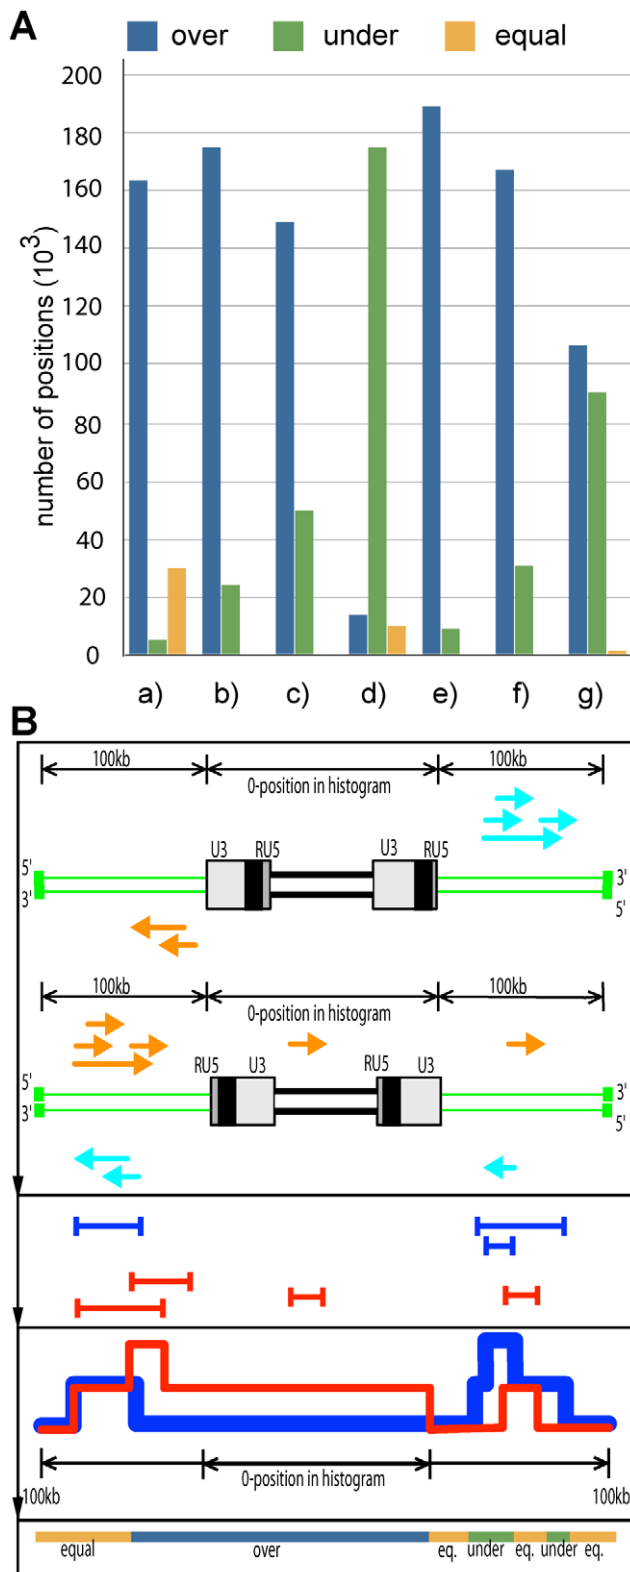 A
over under equal
number of positions (10³)
200
180
160
140
120
100
80
60
40
20
0
a) b) c) d) e) f) g)
B
100kb 100kb
0-position in histogram
U3 RU5 U3 RU5
5' 3'
3' 5'
100kb 100kb
0-position in histogram
RU5 U3 RU5 U3
5' 3'
3' 5'
0-position in histogram
100kb 100kb
equal over eq. under eq. under eq.